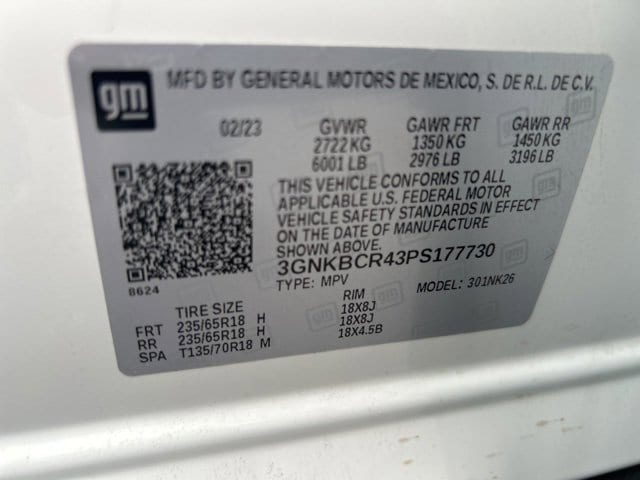 gm MFD BY GENERAL MOTORS DE MEXICO, S. DE R.L. DE C.V.
02/23 GVWR GAWR FRT GAWR RR
2722 KG 1350 KG 1450 KG
6001 LB 2976 LB 3196 LB
THIS VEHICLE CONFORMS TO ALL
APPLICABLE U.S. FEDERAL MOTOR
VEHICLE SAFETY STANDARDS IN EFFECT
ON THE DATE OF MANUFACTURE
SHOWN ABOVE.
3GNKBCR43PS177730
8624 TYPE: MPV MODEL: 301NK26
TIRE SIZE RIM
FRT 235/65R18 H 18X8J
RR 235/65R18 H 18X8J
SPA T135/70R18 M 18X4.5B